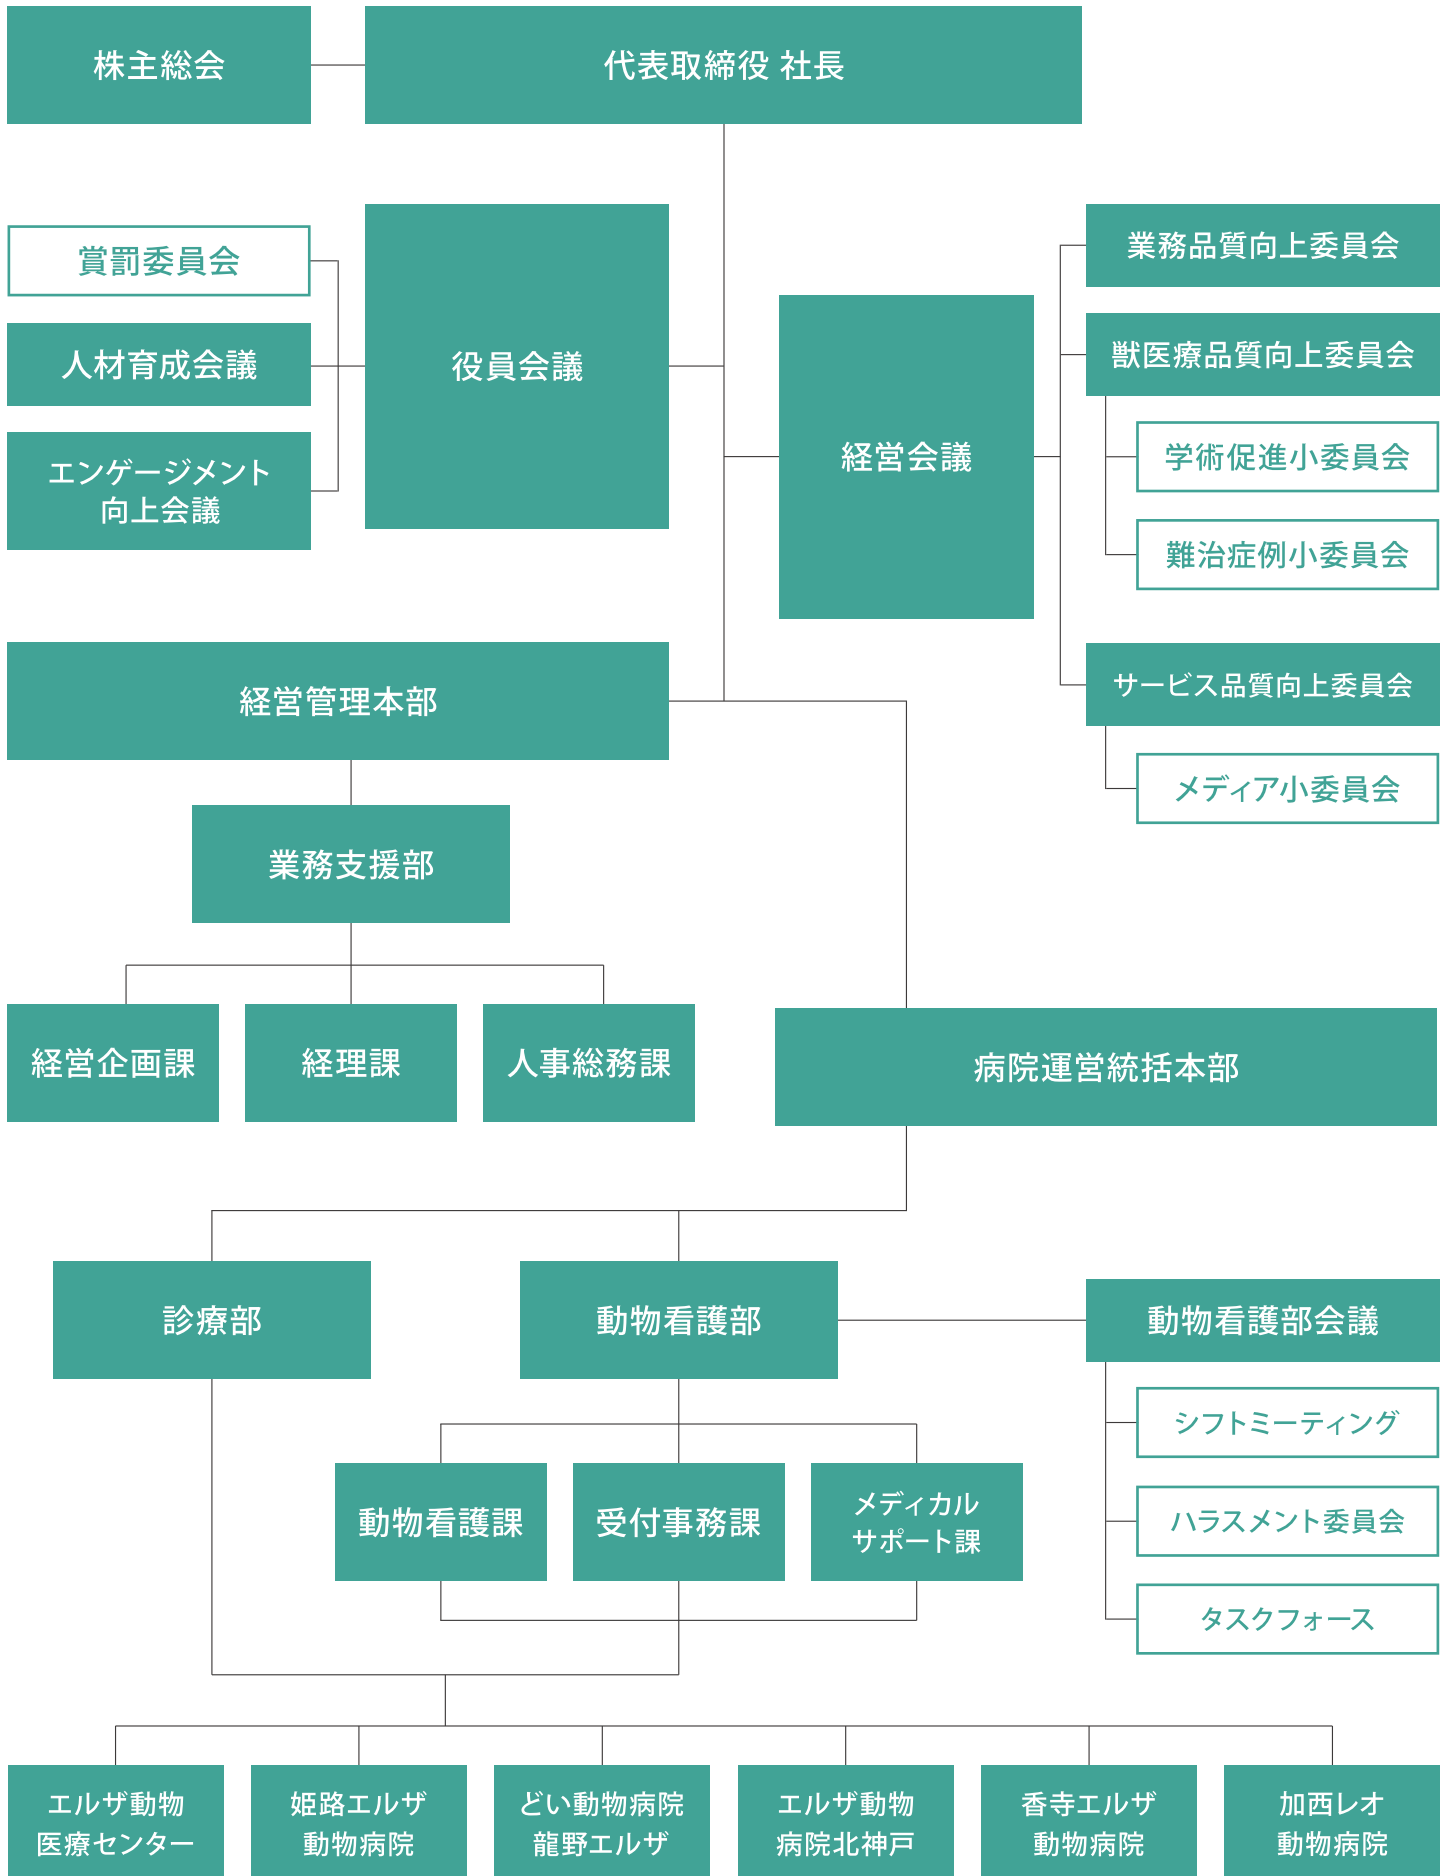 株主総会
代表取締役 社長
賞罰委員会
人材育成会議
エンゲージメント
向上会議
役員会議
経営会議
業務品質向上委員会
獣医療品質向上委員会
学術促進小委員会
難治症例小委員会
サービス品質向上委員会
メディア小委員会
経営管理本部
業務支援部
経営企画課
経理課
人事総務課
病院運営統括本部
診療部
動物看護部
動物看護部会議
シフトミーティング
ハラスメント委員会
タスクフォース
動物看護課
受付事務課
メディカル
サポート課
エルザ動物
医療センター
姫路エルザ
動物病院
どい動物病院
龍野エルザ
エルザ動物
病院北神戸
香寺エルザ
動物病院
加西レオ
動物病院